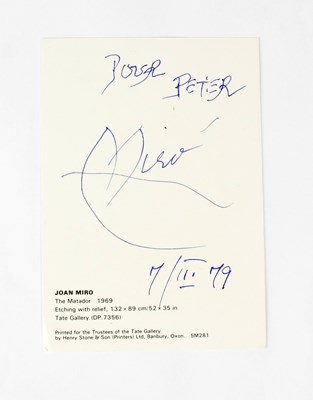 POUR
PETER
Miró
7/III. 79
JOAN MIRO
The Matador 1969
Etching with relief, 132 × 89 cm/52 × 35 in
Tate Gallery (DP.7356)
Printed for the Trustees of the Tate Gallery
by Henry Stone & Son (Printers) Ltd, Banbury, Oxon. 5M281